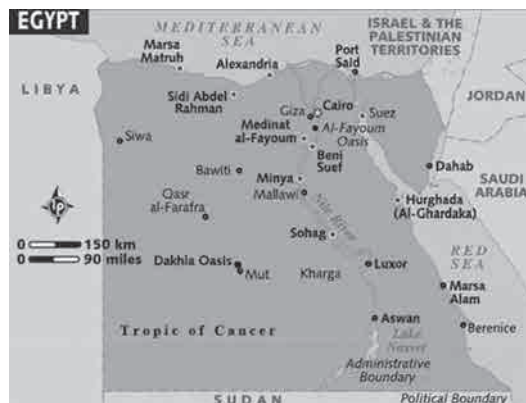 EGYPT
MEDITERRANEAN
SEA
ISRAEL & THE
PALESTINIAN
TERRITORIES
Marsa
Matruh
Port
Said
Alexandria
LIBYA
JORDAN
Sidi Abdel
Rahman
Giza
Cairo
Suez
Al-Fayoum
Oasis
Siwa
Medinat
al-Fayoum
Beni
Suef
Dahab
SAUDI
ARABIA
Bawiti
Minya
Mallawi
Qasr
al-Farafra
Hurghada
(Al-Ghardaka)
Nile River
Sohag
0 150 km
0 90 miles
RED
SEA
Dakhla Oasis
Mut
Kharga
Luxor
Marsa
Alam
Tropic of Cancer
Aswan
Berenice
Lake
Nasser
Administrative
Boundary
SUDAN
Political Boundary